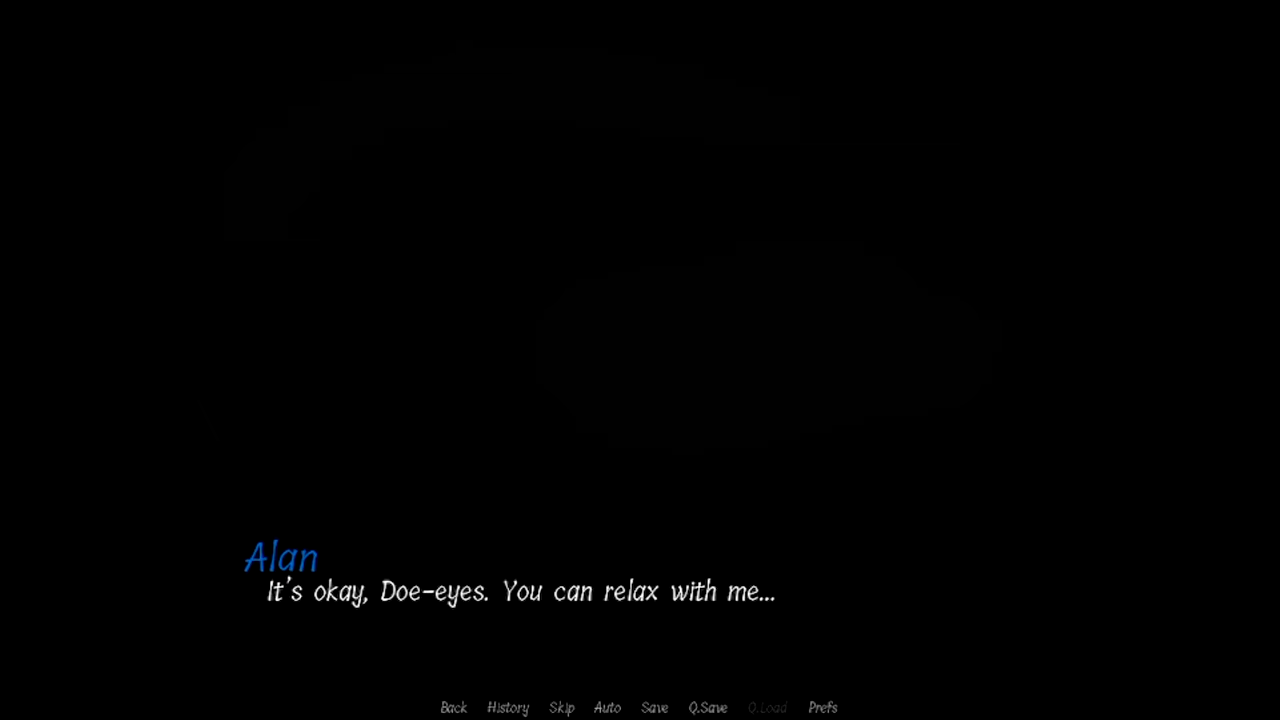 Alan
It's okay, Doe-eyes. You can relax with me...
Back History Skip Auto Save Q.Save Q.Load Prefs